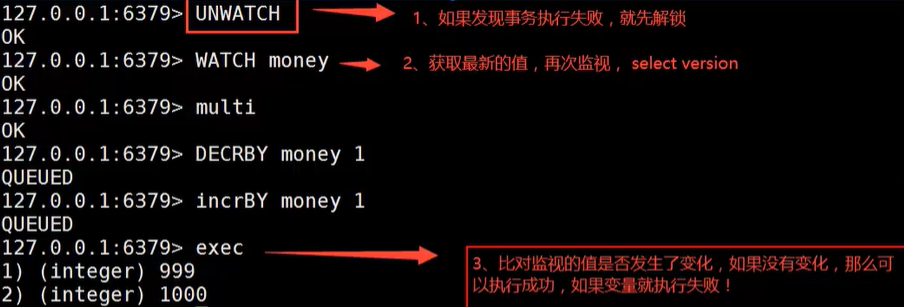 127.0.0.1:6379> UNWATCH
1、如果发现事务执行失败，就先解锁
OK
127.0.0.1:6379> WATCH money
2、获取最新的值，再次监视， select version
OK
127.0.0.1:6379> multi
OK
127.0.0.1:6379> DECRBY money 1
QUEUED
127.0.0.1:6379> incrBY money 1
QUEUED
127.0.0.1:6379> exec
1) (integer) 999
2) (integer) 1000
3、比对监视的值是否发生了变化，如果没有变化，那么可
以执行成功，如果变量就执行失败！